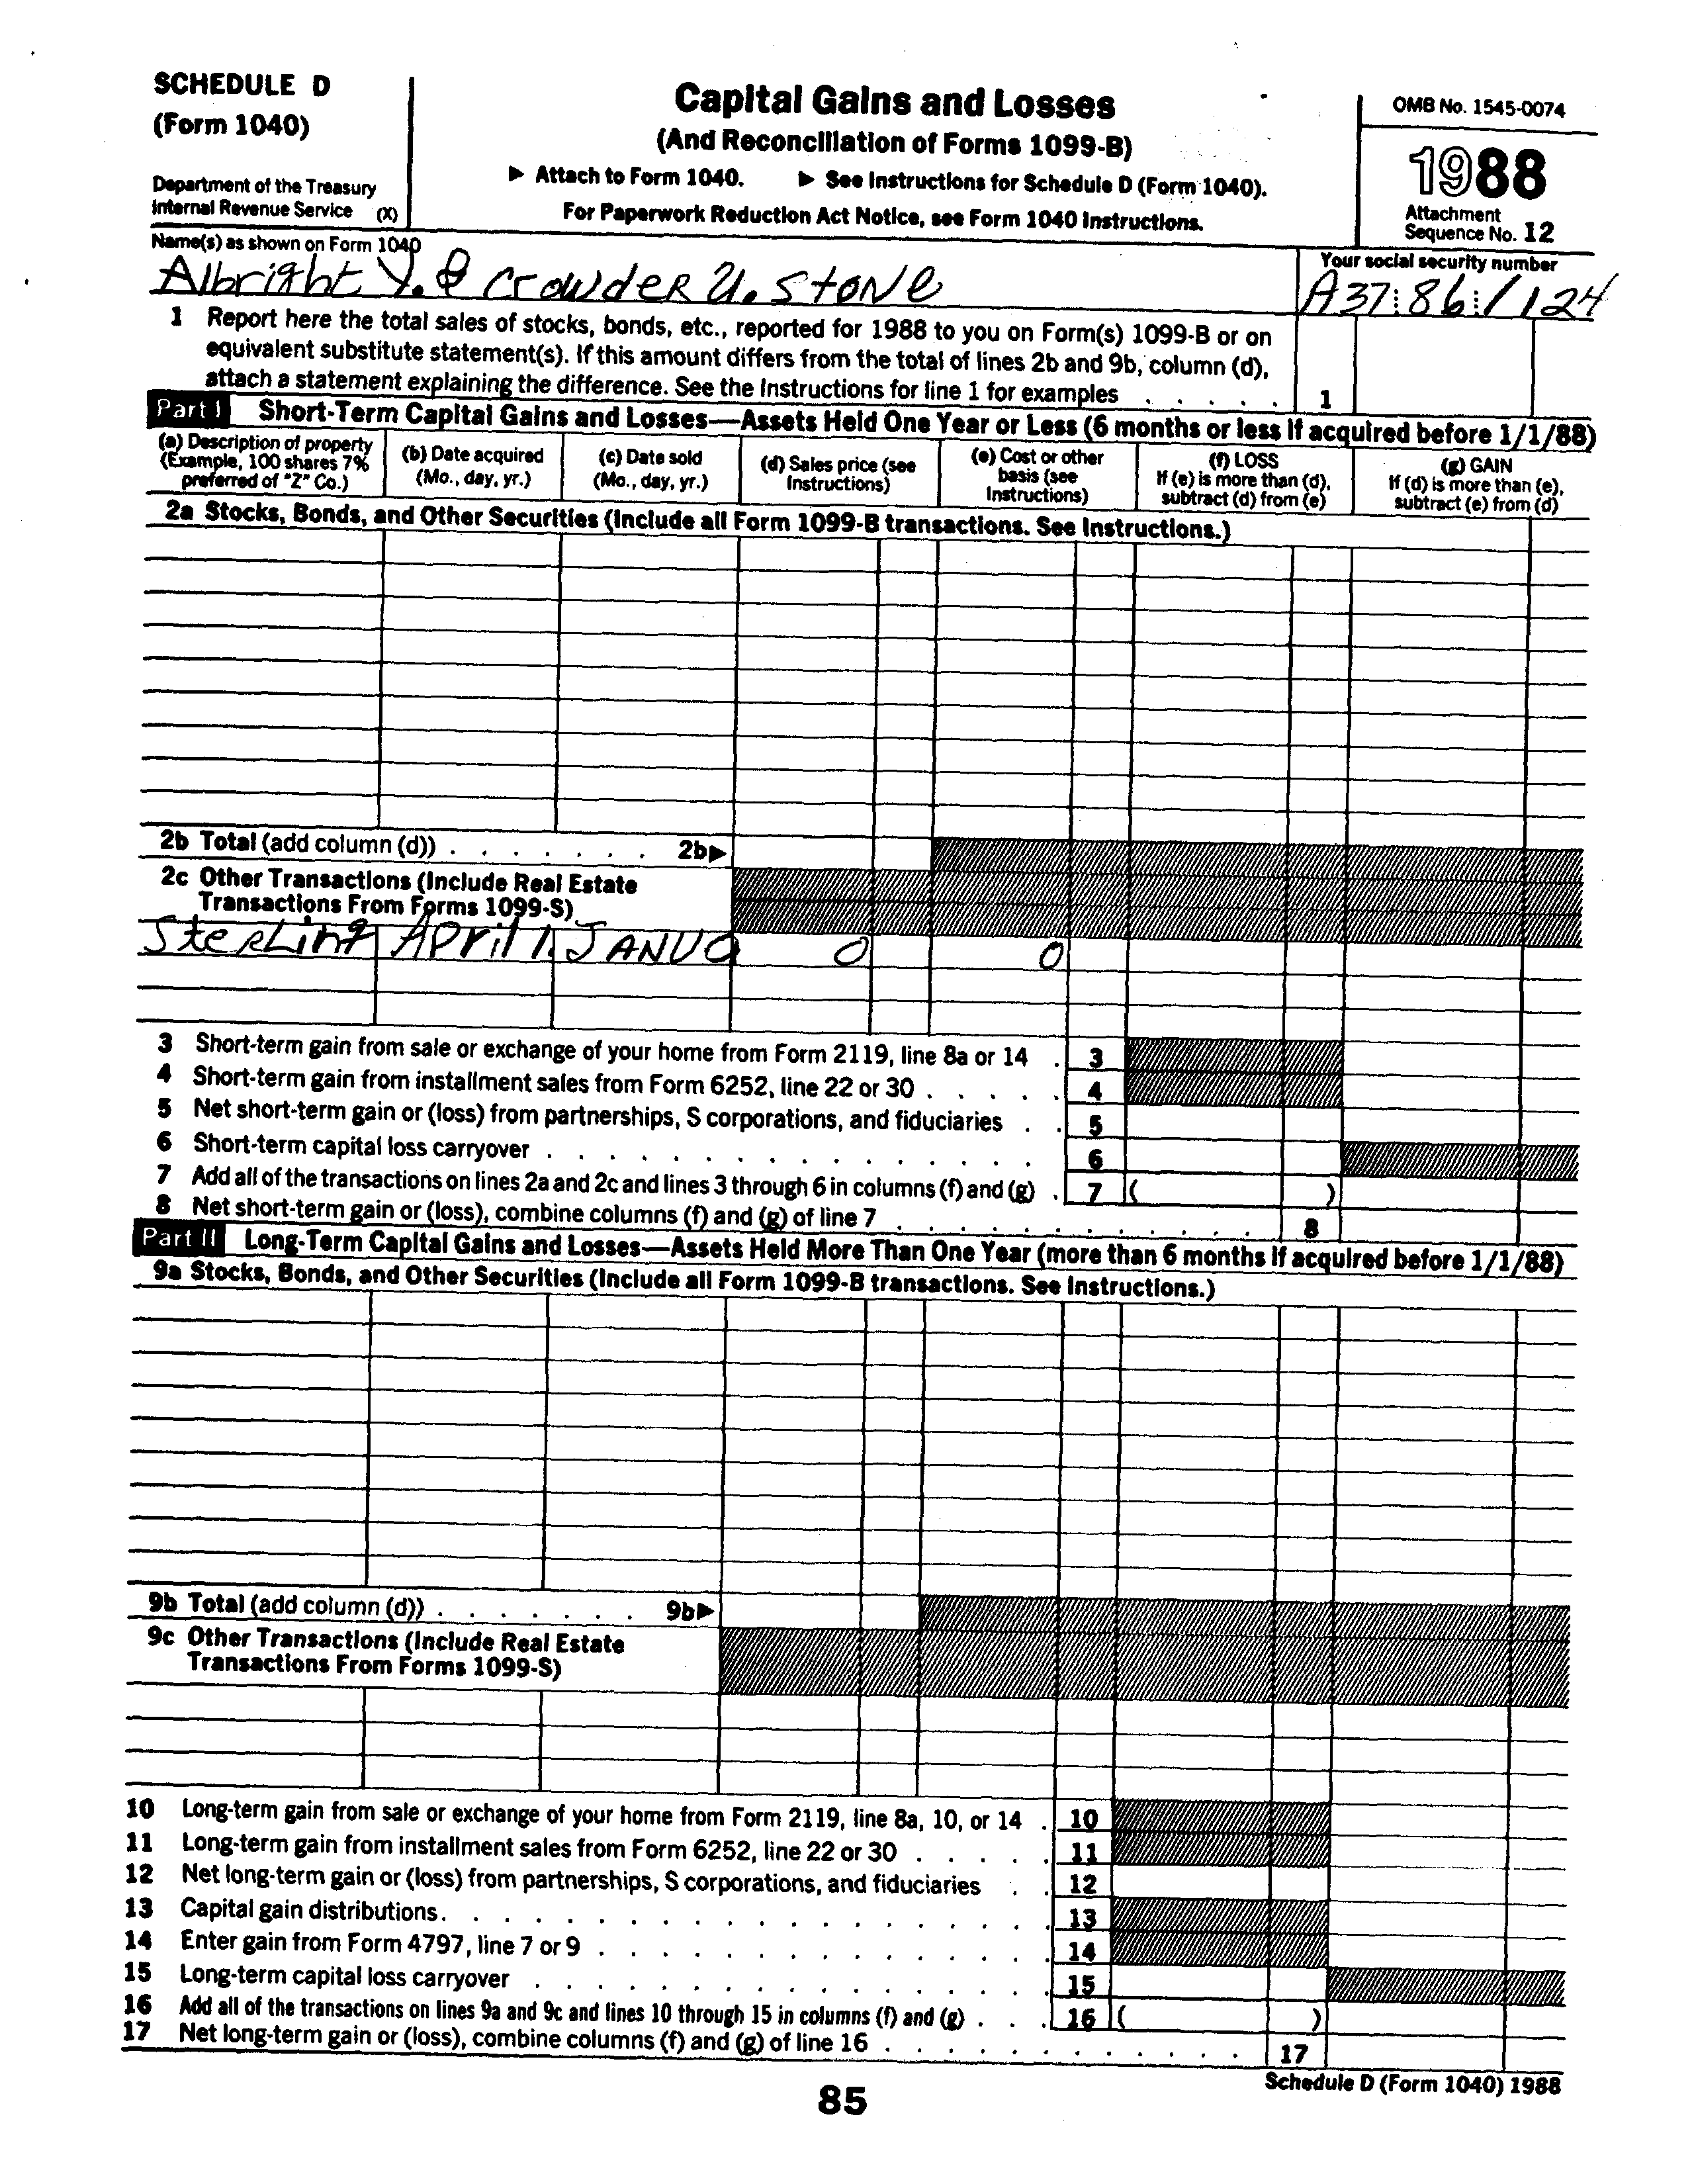 SCHEDULE D
(Form 1040)
Department of the Treasury
Internal Revenue Service (X)
Capital Gains and Losses
(And Reconciliation of Forms 1099-B)
▶ Attach to Form 1040. ▶ See Instructions for Schedule D (Form 1040).
For Paperwork Reduction Act Notice, see Form 1040 Instructions.
OMB No. 1545-0074
1988
Attachment
Sequence No. 12
Name(s) as shown on Form 1040
Albright Y. & Crowder U. Stone
Your social security number
A37:86:1124
1 Report here the total sales of stocks, bonds, etc., reported for 1988 to you on Form(s) 1099-B or on
equivalent substitute statement(s). If this amount differs from the total of lines 2b and 9b, column (d),
attach a statement explaining the difference. See the Instructions for line 1 for examples . . . . . 1
Part I Short-Term Capital Gains and Losses—Assets Held One Year or Less (6 months or less if acquired before 1/1/88)
(a) Description of property
(Example, 100 shares 7%
preferred of "Z" Co.)
(b) Date acquired
(Mo., day, yr.)
(c) Date sold
(Mo., day, yr.)
(d) Sales price (see
Instructions)
(e) Cost or other
basis (see
Instructions)
(f) LOSS
If (e) is more than (d),
subtract (d) from (e)
(g) GAIN
If (d) is more than (e),
subtract (e) from (d)
2a Stocks, Bonds, and Other Securities (Include all Form 1099-B transactions. See Instructions.)
2b Total (add column (d)) . . . . . . . 2b▶
2c Other Transactions (Include Real Estate
Transactions From Forms 1099-S)
Sterling April 1. JANUa 0 0
3 Short-term gain from sale or exchange of your home from Form 2119, line 8a or 14 . 3
4 Short-term gain from installment sales from Form 6252, line 22 or 30 . . . . . 4
5 Net short-term gain or (loss) from partnerships, S corporations, and fiduciaries . . 5
6 Short-term capital loss carryover . . . . . . . . . . . . . . . . 6
7 Add all of the transactions on lines 2a and 2c and lines 3 through 6 in columns (f) and (g) . 7 ( )
8 Net short-term gain or (loss), combine columns (f) and (g) of line 7 . . . . . . . . . . . . 8
Part II Long-Term Capital Gains and Losses—Assets Held More Than One Year (more than 6 months if acquired before 1/1/88)
9a Stocks, Bonds, and Other Securities (Include all Form 1099-B transactions. See Instructions.)
9b Total (add column (d)) . . . . . . . 9b▶
9c Other Transactions (Include Real Estate
Transactions From Forms 1099-S)
10 Long-term gain from sale or exchange of your home from Form 2119, line 8a, 10, or 14 . 10
11 Long-term gain from installment sales from Form 6252, line 22 or 30 . . . . . 11
12 Net long-term gain or (loss) from partnerships, S corporations, and fiduciaries . . 12
13 Capital gain distributions. . . . . . . . . . . . . . . . . . . . 13
14 Enter gain from Form 4797, line 7 or 9 . . . . . . . . . . . . . . 14
15 Long-term capital loss carryover . . . . . . . . . . . . . . . . 15
16 Add all of the transactions on lines 9a and 9c and lines 10 through 15 in columns (f) and (g) . . . 16 ( )
17 Net long-term gain or (loss), combine columns (f) and (g) of line 16 . . . . . . . . . . . . 17
Schedule D (Form 1040) 1988
85